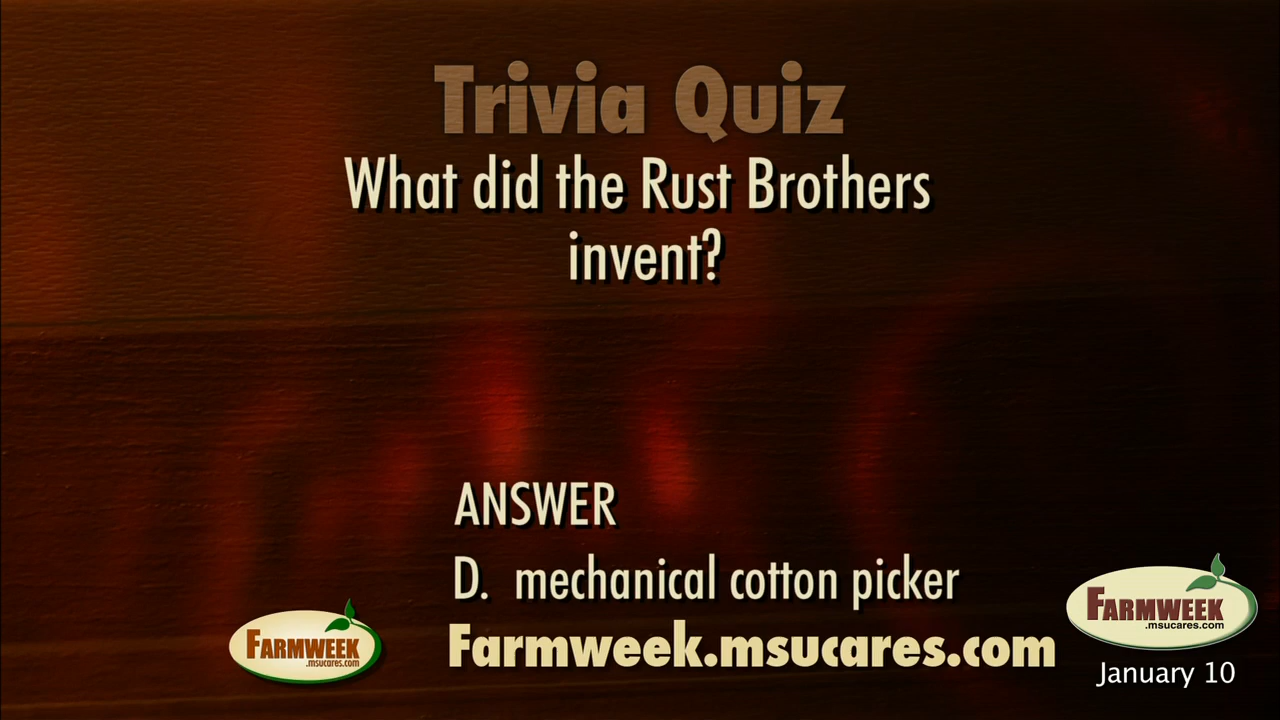 Trivia Quiz
What did the Rust Brothers
invent?
ANSWER
D. mechanical cotton picker
Farmweek.msucares.com
FARMWEEK
.msucares.com
FARMWEEK
.msucares.com
January 10